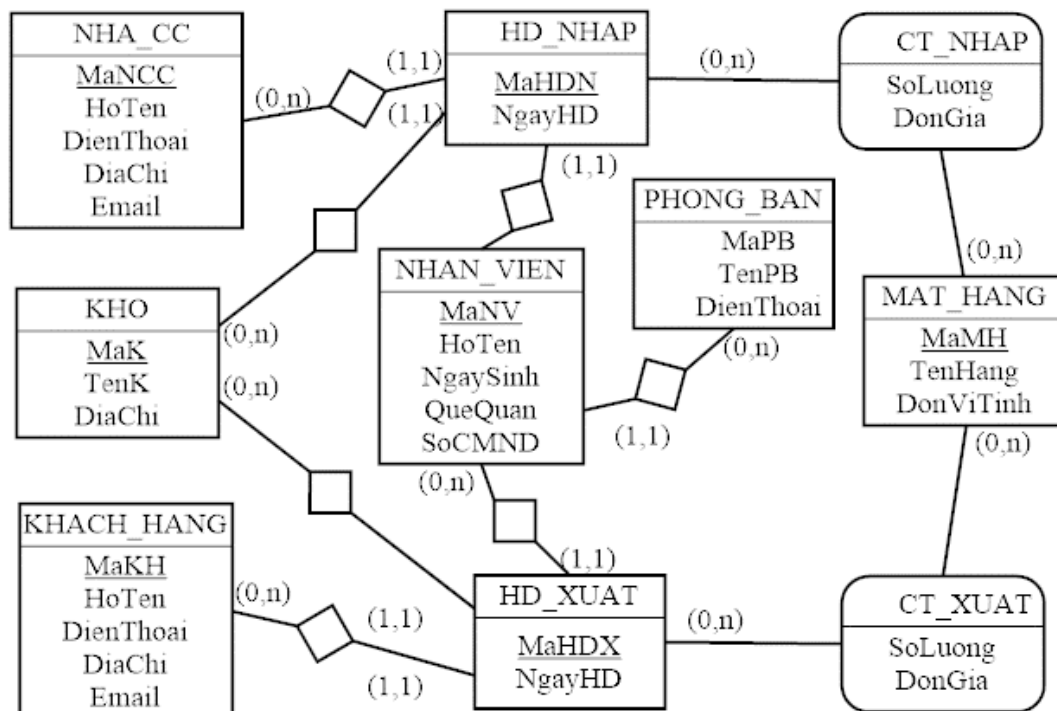 NHA_CC
MaNCC
HoTen
DienThoai
DiaChi
Email
(0,n)
(1,1)
(1,1)
HD_NHAP
MaHDN
NgayHD
(0,n)
CT_NHAP
SoLuong
DonGia
(1,1)
PHONG_BAN
MaPB
TenPB
DienThoai
(0,n)
(0,n)
KHO
MaK
TenK
DiaChi
(0,n)
(0,n)
NHAN_VIEN
MaNV
HoTen
NgaySinh
QueQuan
SoCMND
(1,1)
(0,n)
MAT_HANG
MaMH
TenHang
DonViTinh
(0,n)
KHACH_HANG
MaKH
HoTen
DienThoai
DiaChi
Email
(0,n)
(1,1)
(1,1)
(1,1)
HD_XUAT
MaHDX
NgayHD
(0,n)
CT_XUAT
SoLuong
DonGia